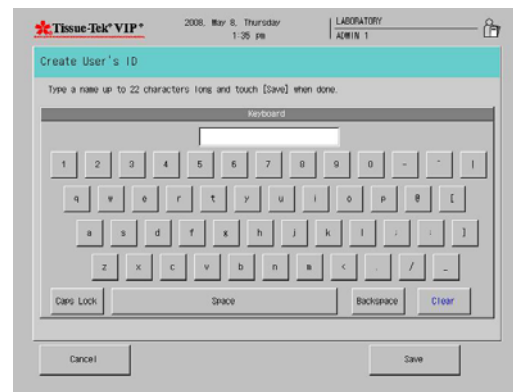 Tissue-Tek® VIP®
2008, May 8, Thursday
1:35 pm
LABORATORY
ADMIN 1
Create User's ID
Type a name up to 22 characters long and touch [Save] when done.
Keyboard
1 2 3 4 5 6 7 8 9 0 -
q w e r t y u i o p @ [
a s d f g h j k l ; : ]
z x c v b n m < . / _
Caps Lock Space Backspace Clear
Cancel Save